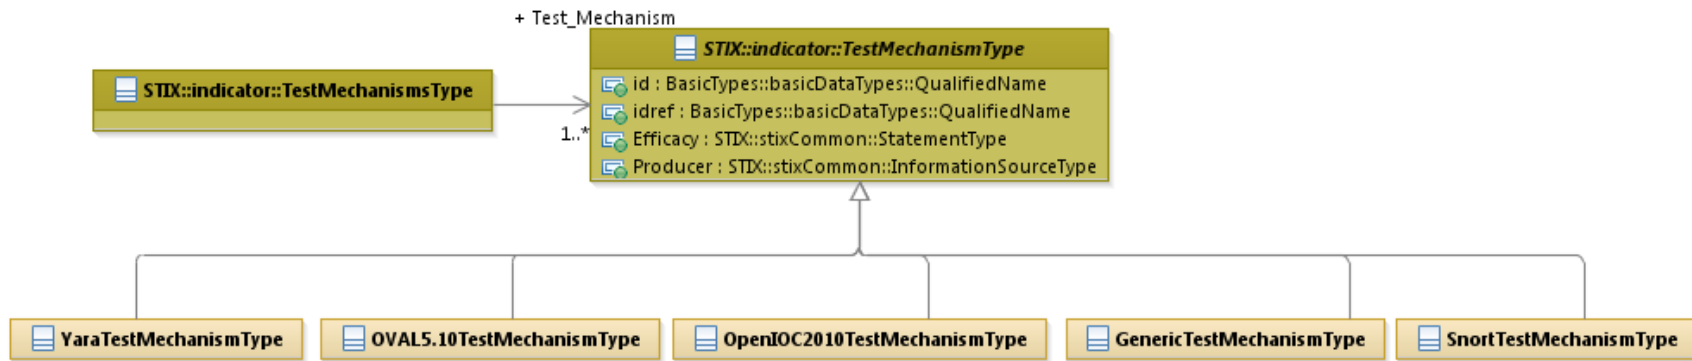 + Test_Mechanism
STIX::indicator::TestMechanismType
STIX::indicator::TestMechanismsType
id : BasicTypes::basicDataTypes::QualifiedName
idref : BasicTypes::basicDataTypes::QualifiedName
1..*
Efficacy : STIX::stixCommon::StatementType
Producer : STIX::stixCommon::InformationSourceType
YaraTestMechanismType
OVAL5.10TestMechanismType
OpenIOC2010TestMechanismType
GenericTestMechanismType
SnortTestMechanismType